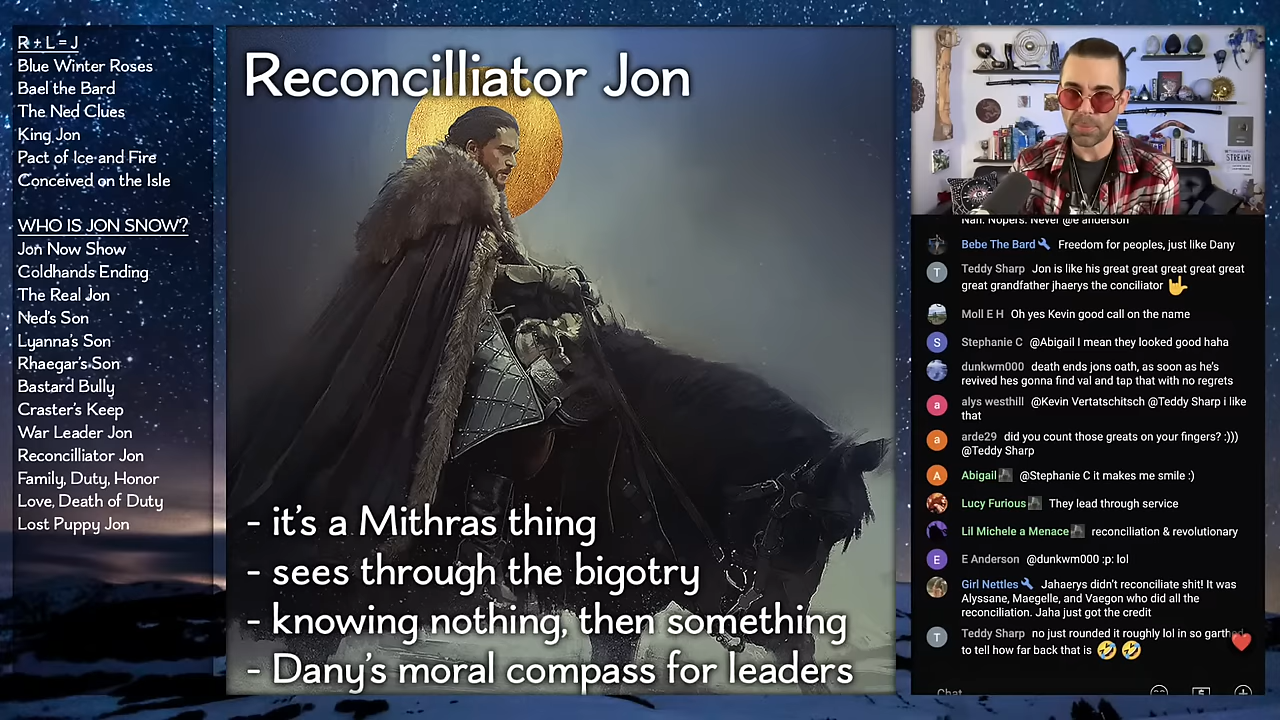 R + L = J
Blue Winter Roses
Bael the Bard
The Ned Clues
King Jon
Pact of Ice and Fire
Conceived on the Isle
WHO IS JON SNOW?
Jon Now Show
Coldhands Ending
The Real Jon
Ned's Son
Lyanna's Son
Rhaegar's Son
Bastard Bully
Craster's Keep
War Leader Jon
Reconcilliator Jon
Family, Duty, Honor
Love, Death of Duty
Lost Puppy Jon
Reconcilliator Jon
- it's a Mithras thing
- sees through the bigotry
- knowing nothing, then something
- Dany's moral compass for leaders
STREAMR
Nah. Nopers. Never @e anderson
Bebe The Bard Freedom for peoples, just like Dany
T
Teddy Sharp Jon is like his great great great great great
great grandfather jhaerys the conciliator
Moll E H Oh yes Kevin good call on the name
S
Stephanie C @Abigail I mean they looked good haha
dunkwm000 death ends jons oath, as soon as he's
revived hes gonna find val and tap that with no regrets
a
alys westhill @Kevin Vertatschitsch @Teddy Sharp i like
that
a
arde29 did you count those greats on your fingers? :)))
@Teddy Sharp
A
Abigail @Stephanie C it makes me smile :)
Lucy Furious They lead through service
Lil Michele a Menace reconciliation & revolutionary
E
E Anderson @dunkwm000 :p: lol
Girl Nettles Jahaerys didn't reconciliate shit! It was
Alyssane, Maegelle, and Vaegon who did all the
reconciliation. Jaha just got the credit
T
Teddy Sharp no just rounded it roughly lol in so garthed
to tell how far back that is
Chat